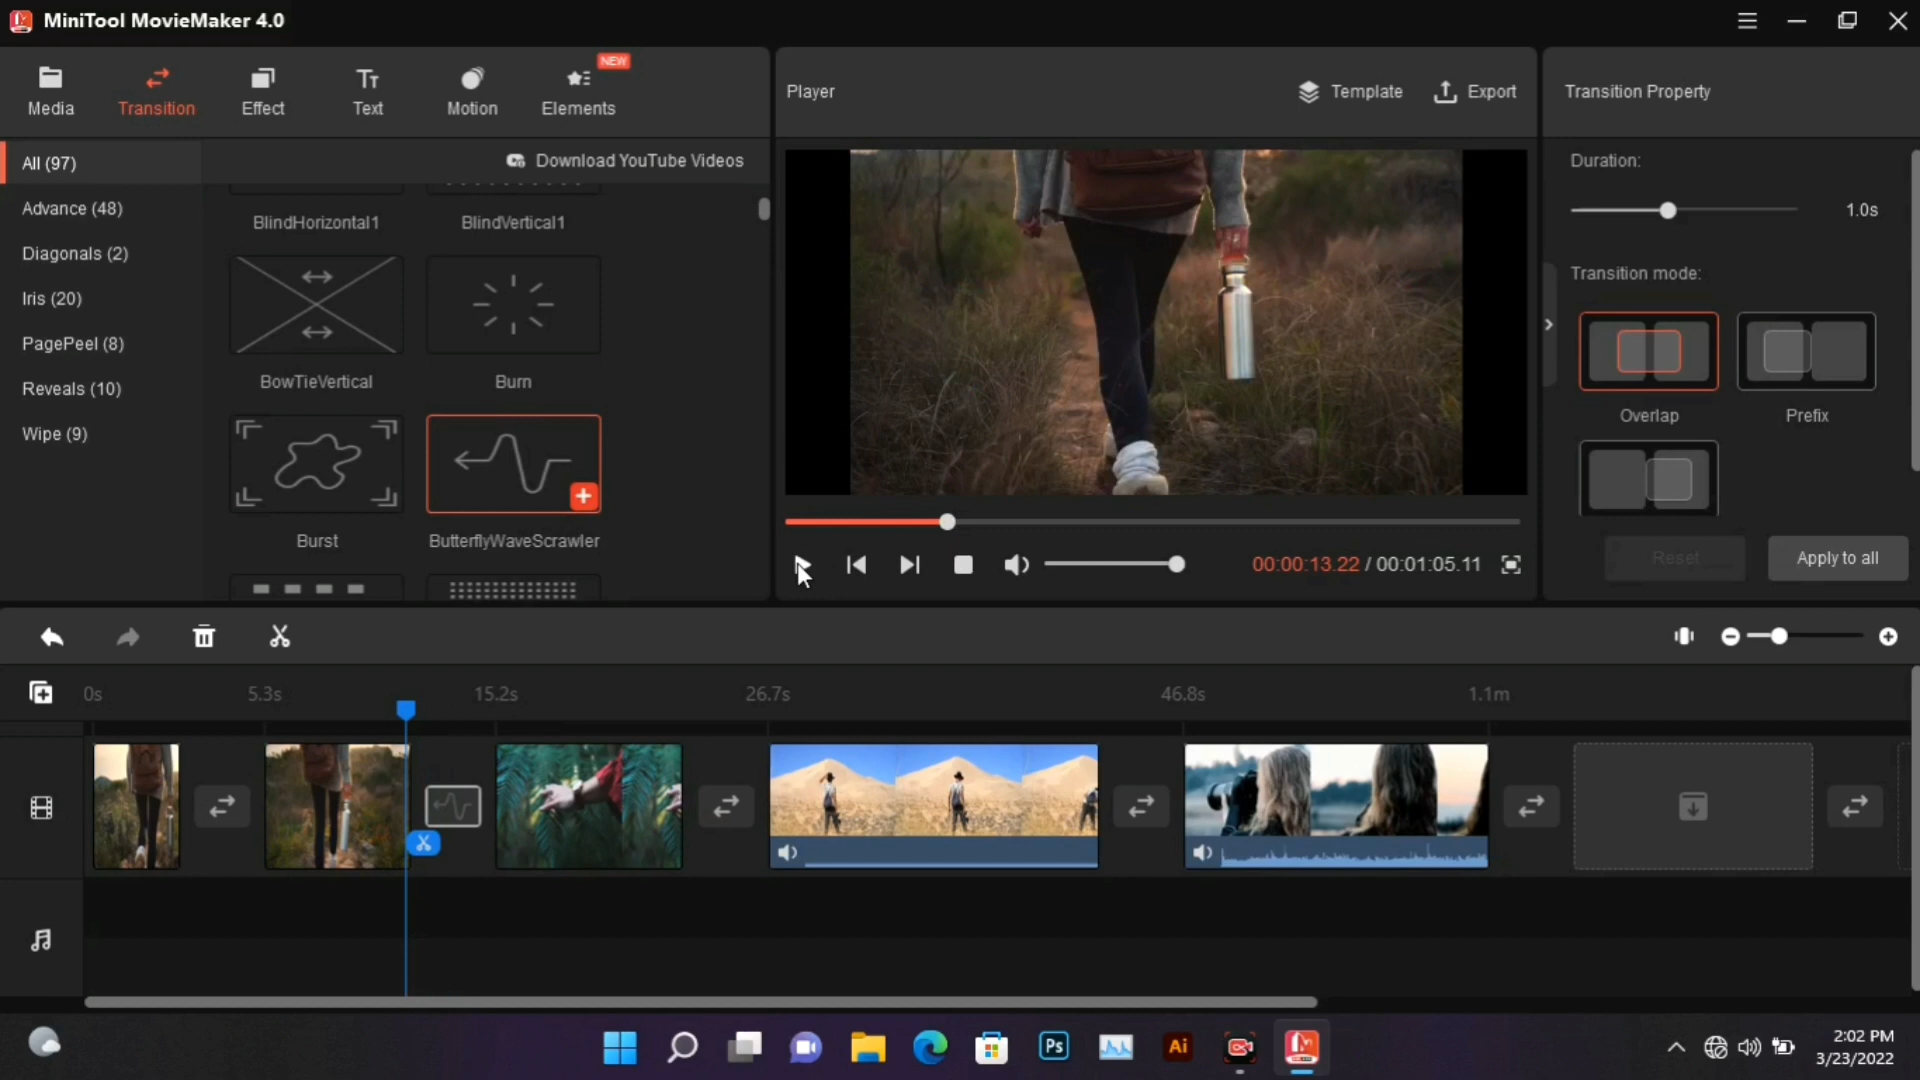 MiniTool MovieMaker 4.0
Media
Transition
Effect
Text
Motion
NEW
Elements
Player
Template
Export
Transition Property
All (97)
Download YouTube Videos
Advance (48)
Diagonals (2)
Iris (20)
PagePeel (8)
Reveals (10)
Wipe (9)
BlindHorizontal1
BlindVertical1
BowTieVertical
Burn
Burst
ButterflyWaveScrawler
00:00:13.22 / 00:01:05.11
Duration:
1.0s
Transition mode:
Overlap
Prefix
Reset
Apply to all
0s
5.3s
15.2s
26.7s
46.8s
1.1m
Ps
Ai
2:02 PM
3/23/2022